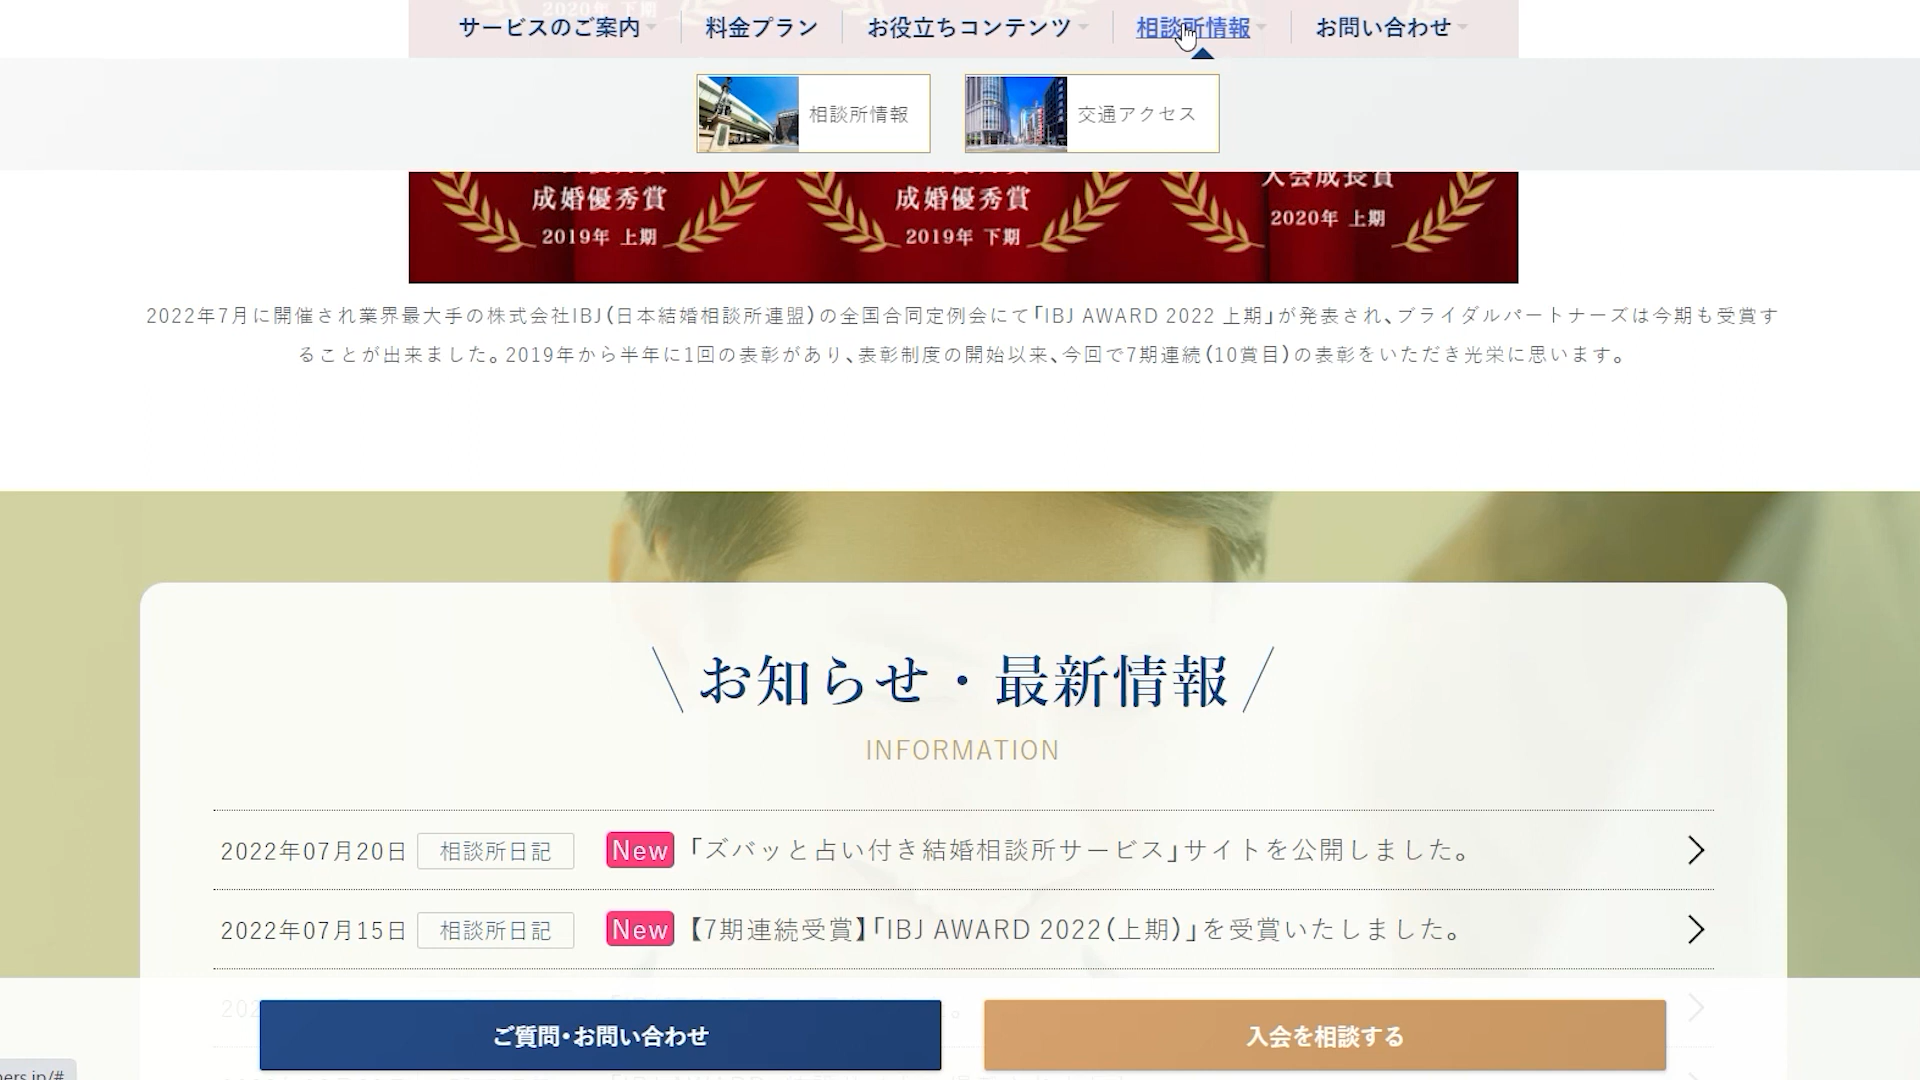 サービスのご案内 料金プラン お役立ちコンテンツ 相談所情報 お問い合わせ
相談所情報 交通アクセス
成婚優秀賞 成婚優秀賞 入会成長賞
2019年 上期 2019年 下期 2020年 上期
2022年7月に開催され業界最大手の株式会社IBJ(日本結婚相談所連盟)の全国合同定例会にて「IBJ AWARD 2022 上期」が発表され、ブライダルパートナーズは今期も受賞す
ることが出来ました。2019年から半年に1回の表彰があり、表彰制度の開始以来、今回で7期連続(10賞目)の表彰をいただき光栄に思います。
お知らせ・最新情報
INFORMATION
2022年07月20日 相談所日記 New 「ズバッと占い付き結婚相談所サービス」サイトを公開しました。
2022年07月15日 相談所日記 New 【7期連続受賞】「IBJ AWARD 2022(上期)」を受賞いたしました。
ご質問・お問い合わせ 入会を相談する
ners.jp/#